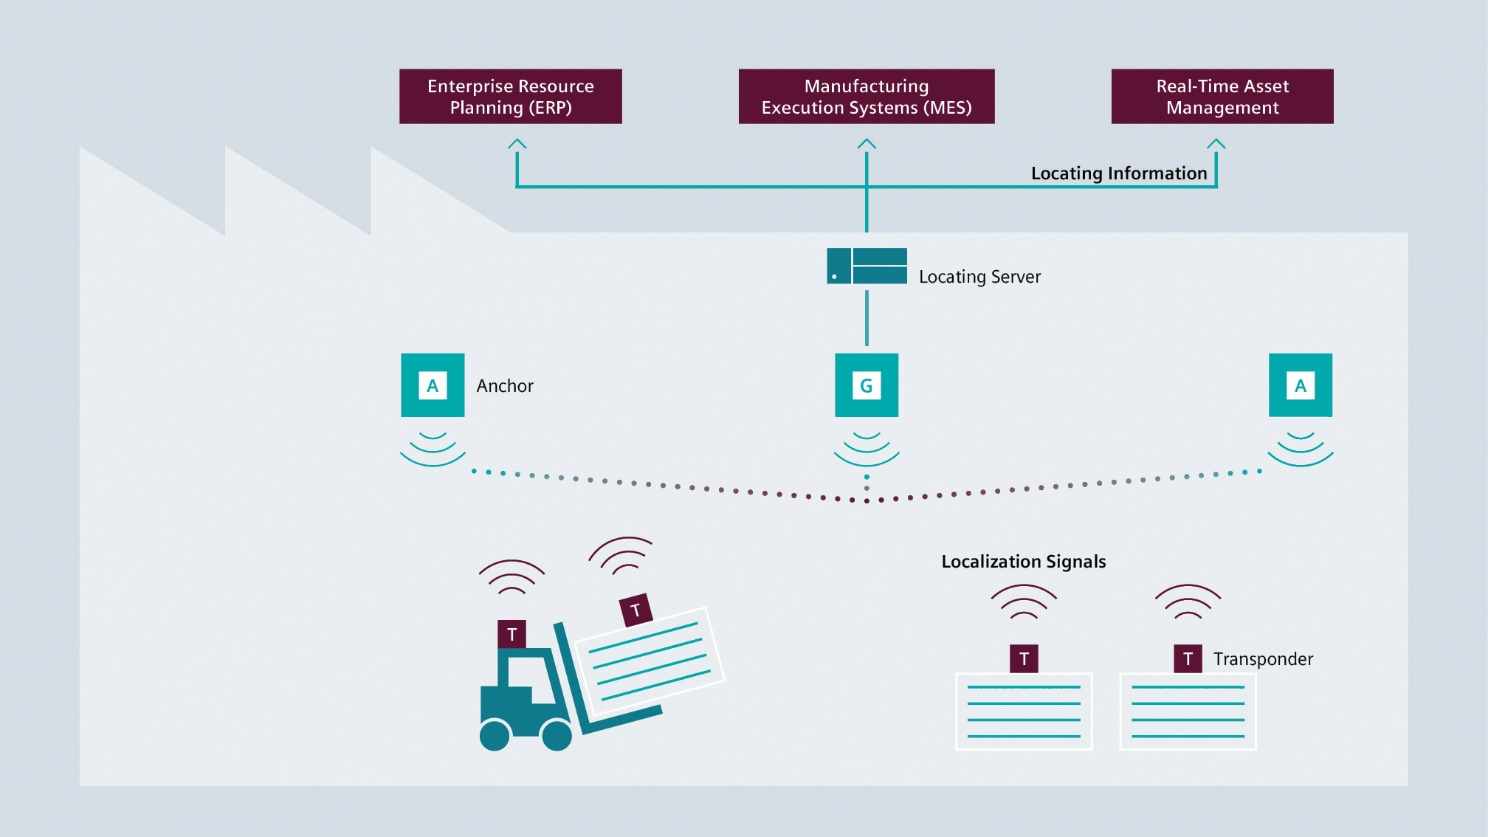 Enterprise Resource
Planning (ERP)
Manufacturing
Execution Systems (MES)
Real-Time Asset
Management
Locating Information
Locating Server
A
Anchor
G
A
Localization Signals
T
T
T
T
Transponder